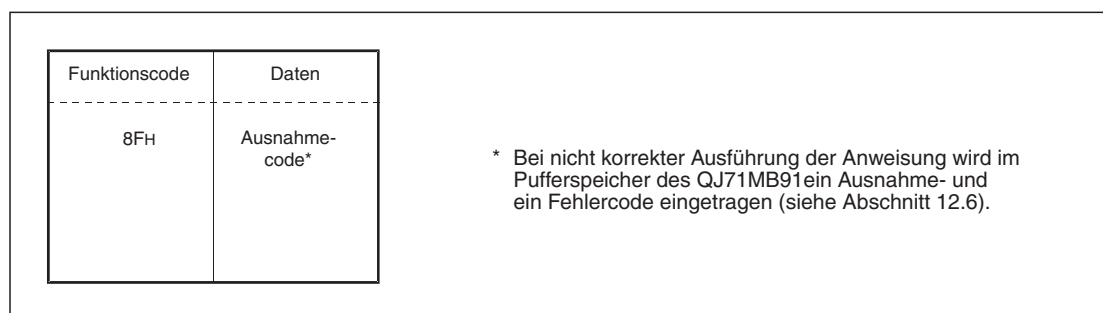 Funktionscode Daten
8FH Ausnahme-
code*
* Bei nicht korrekter Ausführung der Anweisung wird im
Pufferspeicher des QJ71MB91ein Ausnahme- und
ein Fehlercode eingetragen (siehe Abschnitt 12.6).